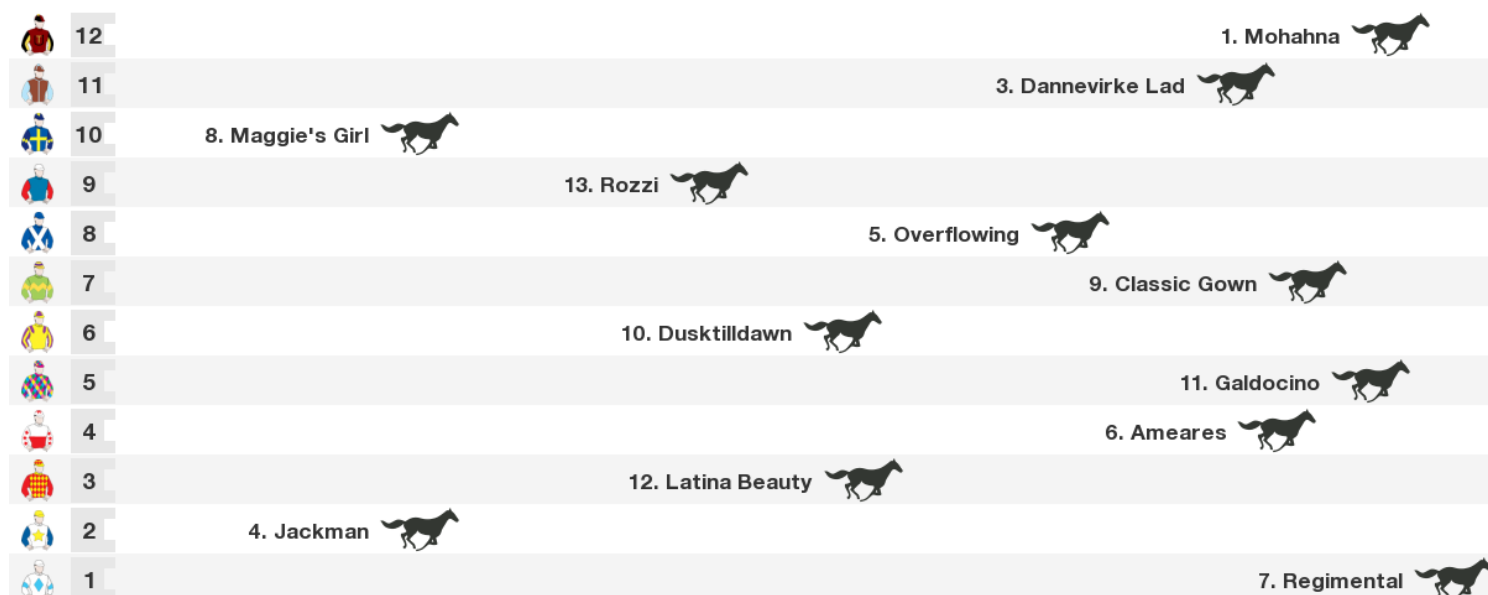 12 1. Mohahna
11 3. Dannevirke Lad
10 8. Maggie's Girl
9 13. Rozzi
8 5. Overflowing
7 9. Classic Gown
6 10. Dusktilldawn
5 11. Galdocino
4 6. Ameares
3 12. Latina Beauty
2 4. Jackman
1 7. Regimental